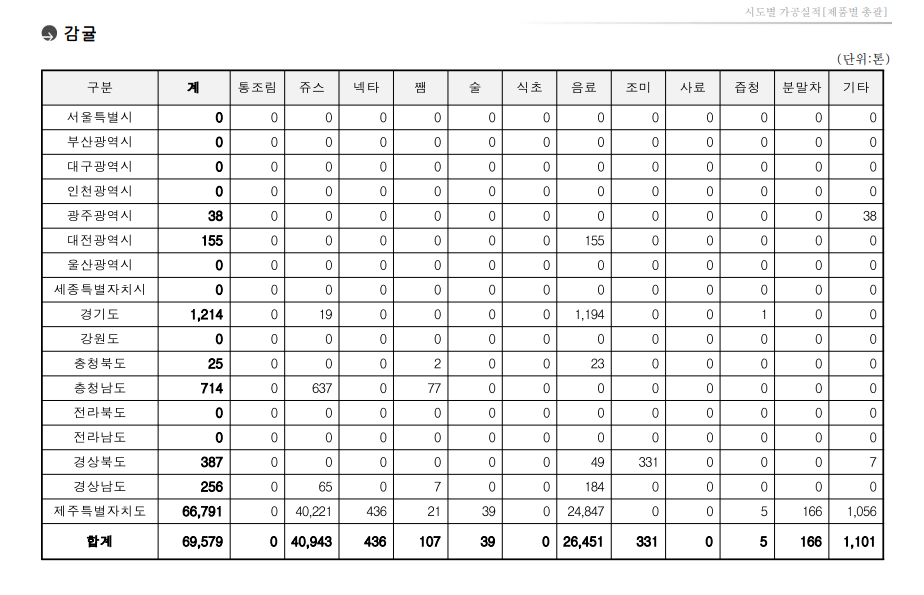 시도별 가공실적[제품별 총괄]
감귤
(단위:톤)
구분 계 통조림 쥬스 넥타 쨈 술 식초 음료 조미 사료 즙청 분말차 기타
서울특별시 0 0 0 0 0 0 0 0 0 0 0 0 0
부산광역시 0 0 0 0 0 0 0 0 0 0 0 0 0
대구광역시 0 0 0 0 0 0 0 0 0 0 0 0 0
인천광역시 0 0 0 0 0 0 0 0 0 0 0 0 0
광주광역시 38 0 0 0 0 0 0 0 0 0 0 0 38
대전광역시 155 0 0 0 0 0 0 155 0 0 0 0 0
울산광역시 0 0 0 0 0 0 0 0 0 0 0 0 0
세종특별자치시 0 0 0 0 0 0 0 0 0 0 0 0 0
경기도 1,214 0 19 0 0 0 0 1,194 0 0 1 0 0
강원도 0 0 0 0 0 0 0 0 0 0 0 0 0
충청북도 25 0 0 0 2 0 0 23 0 0 0 0 0
충청남도 714 0 637 0 77 0 0 0 0 0 0 0 0
전라북도 0 0 0 0 0 0 0 0 0 0 0 0 0
전라남도 0 0 0 0 0 0 0 0 0 0 0 0 0
경상북도 387 0 0 0 0 0 0 49 331 0 0 0 7
경상남도 256 0 65 0 7 0 0 184 0 0 0 0 0
제주특별자치도 66,791 0 40,221 436 21 39 0 24,847 0 0 5 166 1,056
합계 69,579 0 40,943 436 107 39 0 26,451 331 0 5 166 1,101